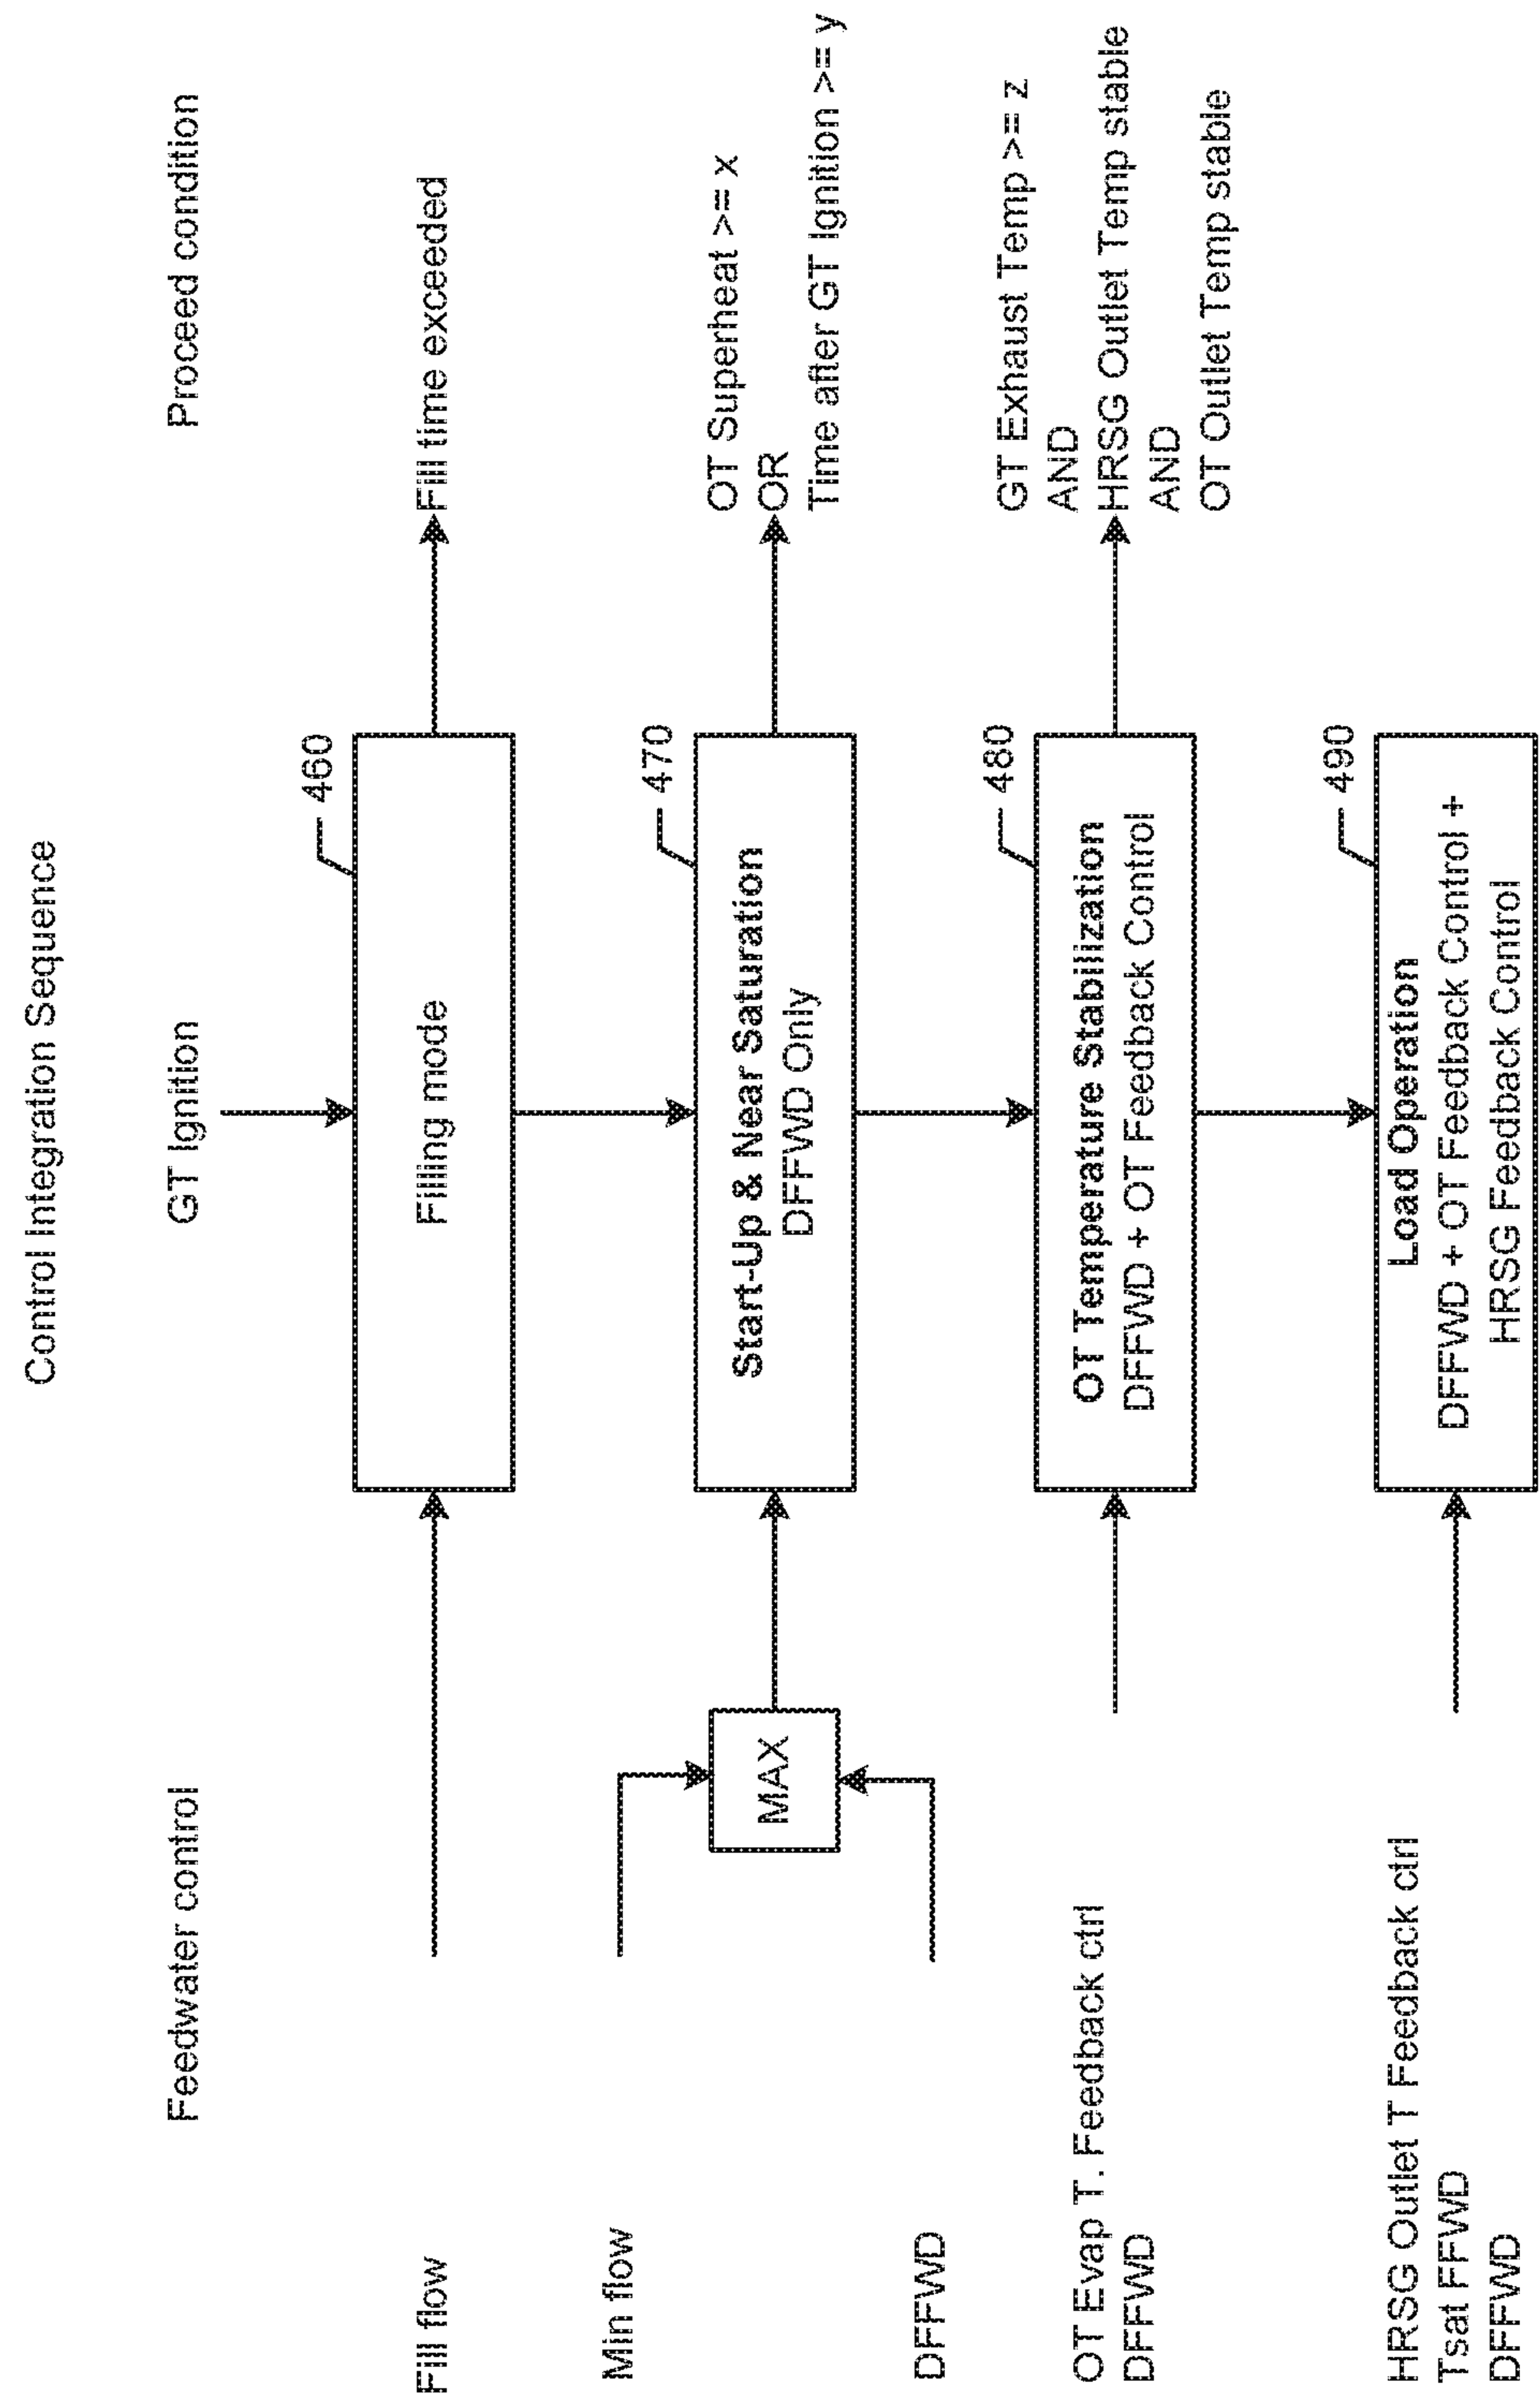 Control Integration Sequence
Feedwater control
GT Ignition
Proceed condition
Fill flow
460
Filling mode
Fill time exceeded
Min flow
MAX
DFFWD
470
Start-Up & Near Saturation
DFFWD Only
OT Superheat >= x
OR
Time after GT Ignition >= y
OT Evap T. Feedback ctrl
DFFWD
480
OT Temperature Stabilization
DFFWD + OT Feedback Control
GT Exhaust Temp >= z
AND
HRSG Outlet Temp stable
AND
OT Outlet Temp stable
HRSG Outlet T Feedback ctrl
Tsat FFWD
DFFWD
490
Load Operation
DFFWD + OT Feedback Control +
HRSG Feedback Control